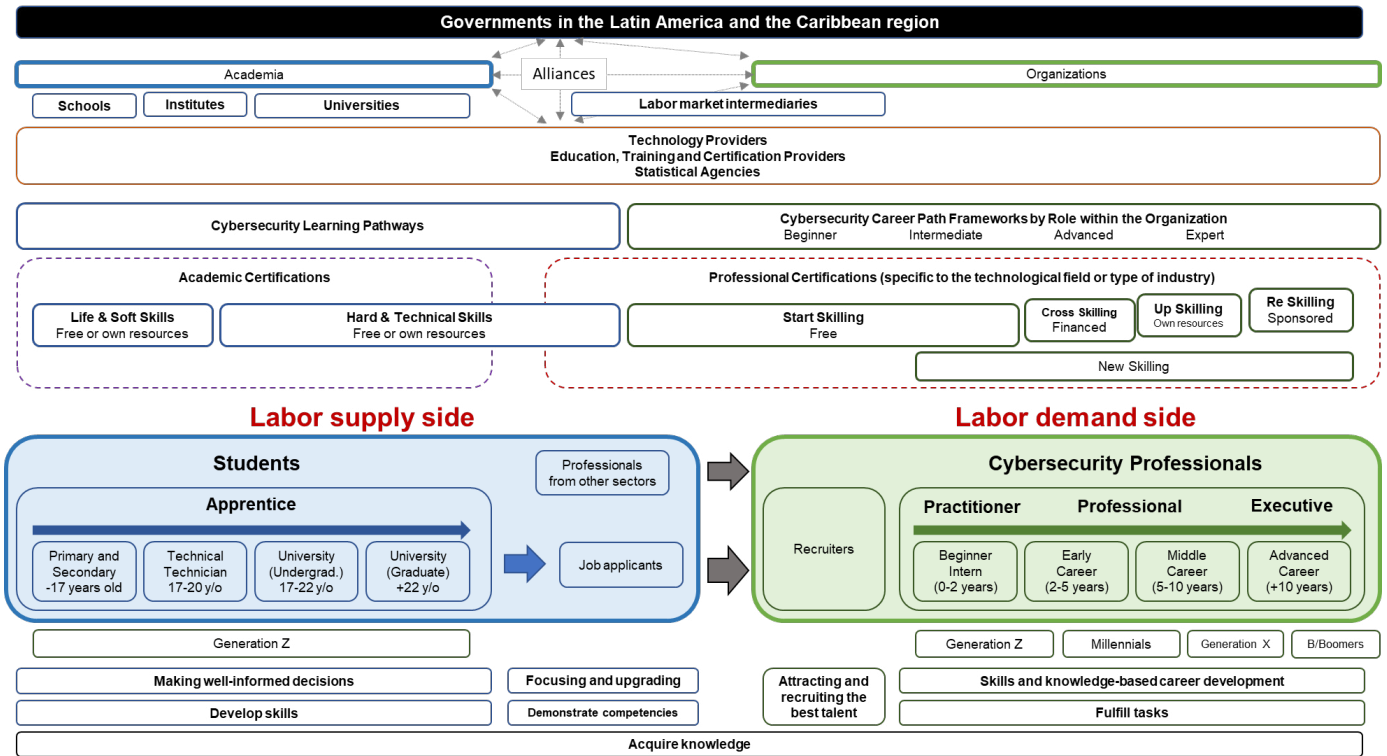 Governments in the Latin America and the Caribbean region
Academia
Alliances
Organizations
Schools
Institutes
Universities
Labor market intermediaries
Technology Providers
Education, Training and Certification Providers
Statistical Agencies
Cybersecurity Learning Pathways
Cybersecurity Career Path Frameworks by Role within the Organization
Beginner
Intermediate
Advanced
Expert
Academic Certifications
Professional Certifications (specific to the technological field or type of industry)
Life & Soft Skills
Free or own resources
Hard & Technical Skills
Free or own resources
Start Skilling
Free
Cross Skilling
Financed
Up Skilling
Own resources
Re Skilling
Sponsored
New Skilling
Labor supply side
Labor demand side
Students
Professionals
from other sectors
Apprentice
Primary and
Secondary
-17 years old
Technical
Technician
17-20 y/o
University
(Undergrad.)
17-22 y/o
University
(Graduate)
+22 y/o
Job applicants
Cybersecurity Professionals
Recruiters
Practitioner
Professional
Executive
Beginner
Intern
(0-2 years)
Early
Career
(2-5 years)
Middle
Career
(5-10 years)
Advanced
Career
(+10 years)
Generation Z
Generation Z
Millennials
Generation X
B/Boomers
Making well-informed decisions
Focusing and upgrading
Attracting and
recruiting the
best talent
Skills and knowledge-based career development
Develop skills
Demonstrate competencies
Fulfill tasks
Acquire knowledge